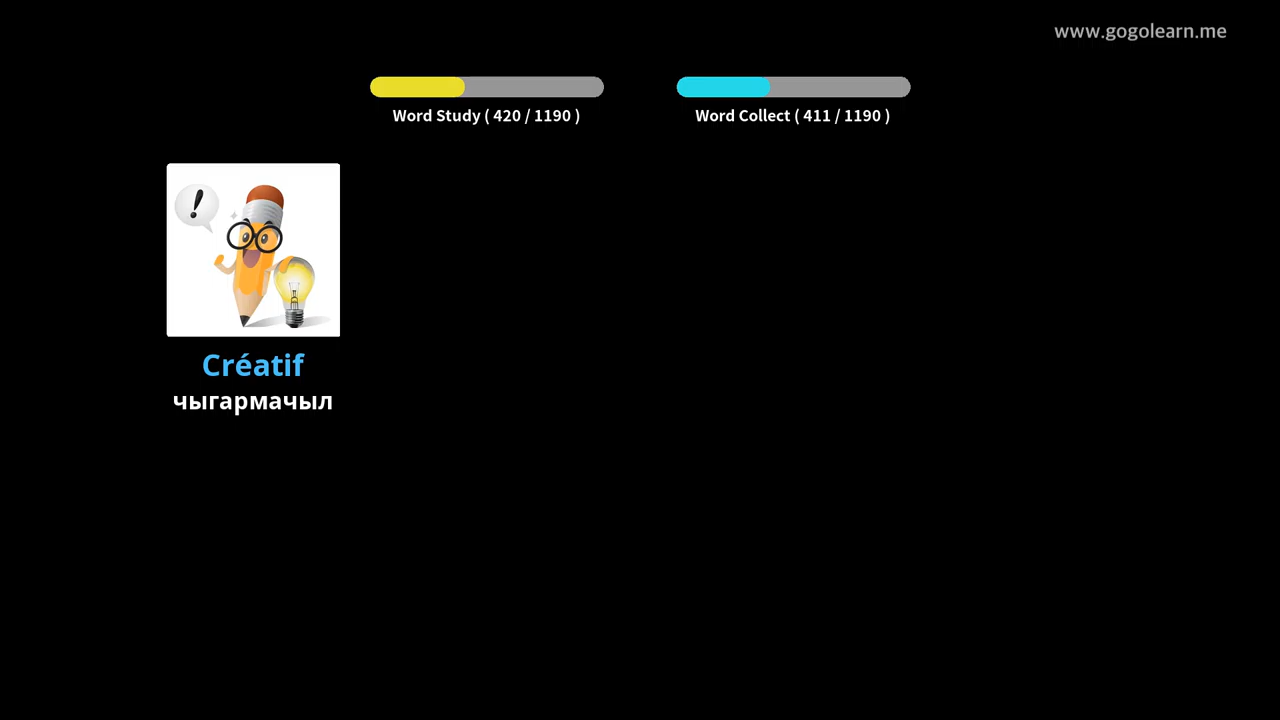 www.gogolearn.me
Word Study ( 420 / 1190 )
Word Collect ( 411 / 1190 )
!
Créatif
чыгармачыл